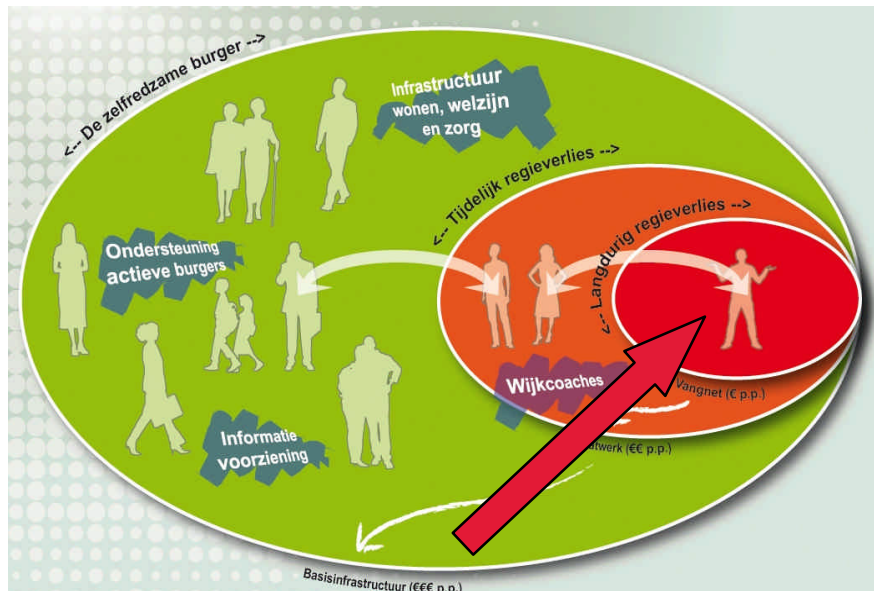 <-- De zelfredzame burger -->
Infrastructuur
wonen, welzijn
en zorg
<-- Tijdelijk regieverlies -->
<-- Langdurig regieverlies -->
Ondersteuning
actieve burgers
Wijkcoaches
Vangnet (€ p.p.)
(€€ p.p.)
Informatie
voorziening
Basisinfrastructuur (€€€ p.p.)